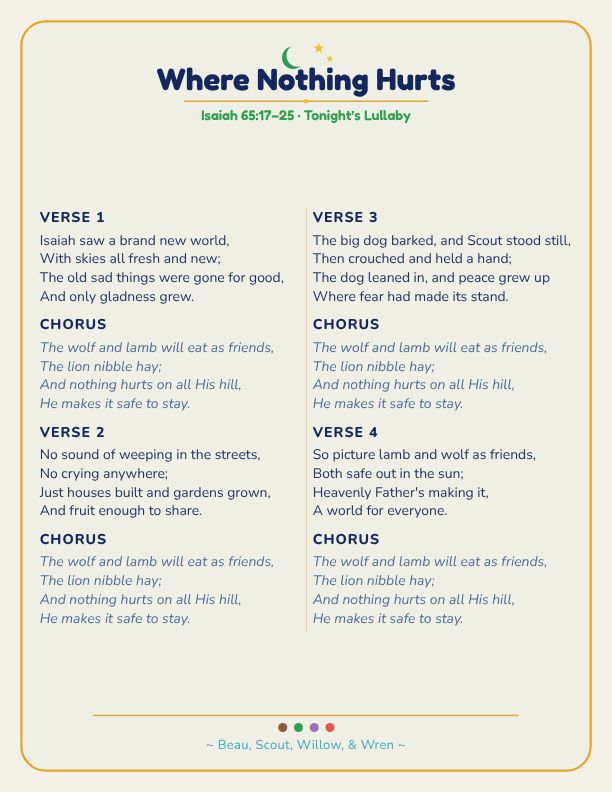 Where Nothing Hurts
Isaiah 65:17–25 · Tonight's Lullaby
VERSE 1
Isaiah saw a brand new world,
With skies all fresh and new;
The old sad things were gone for good,
And only gladness grew.
CHORUS
The wolf and lamb will eat as friends,
The lion nibble hay;
And nothing hurts on all His hill,
He makes it safe to stay.
VERSE 2
No sound of weeping in the streets,
No crying anywhere;
Just houses built and gardens grown,
And fruit enough to share.
CHORUS
The wolf and lamb will eat as friends,
The lion nibble hay;
And nothing hurts on all His hill,
He makes it safe to stay.
VERSE 3
The big dog barked, and Scout stood still,
Then crouched and held a hand;
The dog leaned in, and peace grew up
Where fear had made its stand.
CHORUS
The wolf and lamb will eat as friends,
The lion nibble hay;
And nothing hurts on all His hill,
He makes it safe to stay.
VERSE 4
So picture lamb and wolf as friends,
Both safe out in the sun;
Heavenly Father's making it,
A world for everyone.
CHORUS
The wolf and lamb will eat as friends,
The lion nibble hay;
And nothing hurts on all His hill,
He makes it safe to stay.
~ Beau, Scout, Willow, & Wren ~